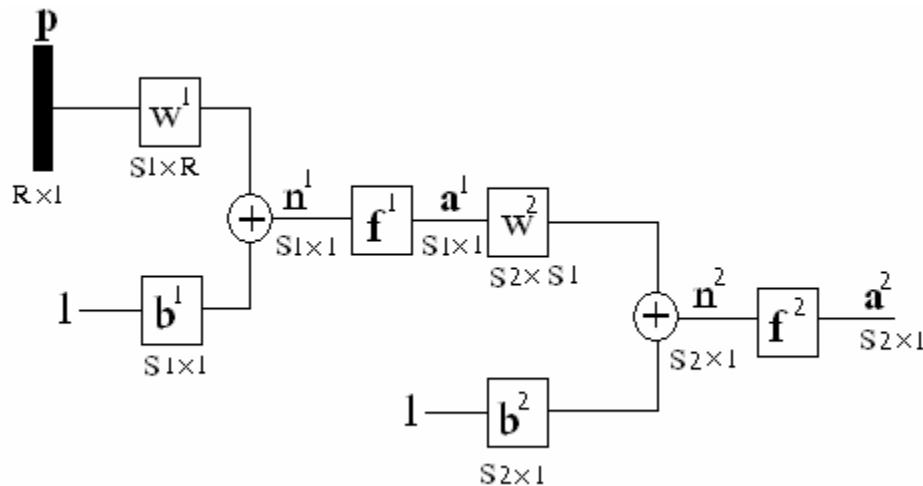 p
w¹
S1×R
R×1
n¹
f¹
a¹
w²
S1×1
S1×1
S2×S1
1
b¹
S1×1
n²
f²
a²
S2×1
S2×1
1
b²
S2×1